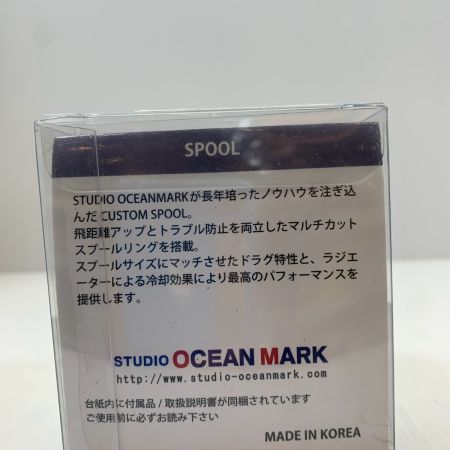 SPOOL
STUDIO OCEANMARKが長年培ったノウハウを注ぎ込
んだ CUSTOM SPOOL。
飛距離アップとトラブル防止を両立したマルチカット
スプールリングを搭載。
スプールサイズにマッチさせたドラグ特性と、ラジエ
ーターによる冷却効果により最高のパフォーマンスを
提供します。
STUDIO OCEAN MARK
http://www.studio-oceanmark.com
台紙内に付属品 / 取扱説明書が同梱されています
ご使用前に必ずお読み下さい
MADE IN KOREA